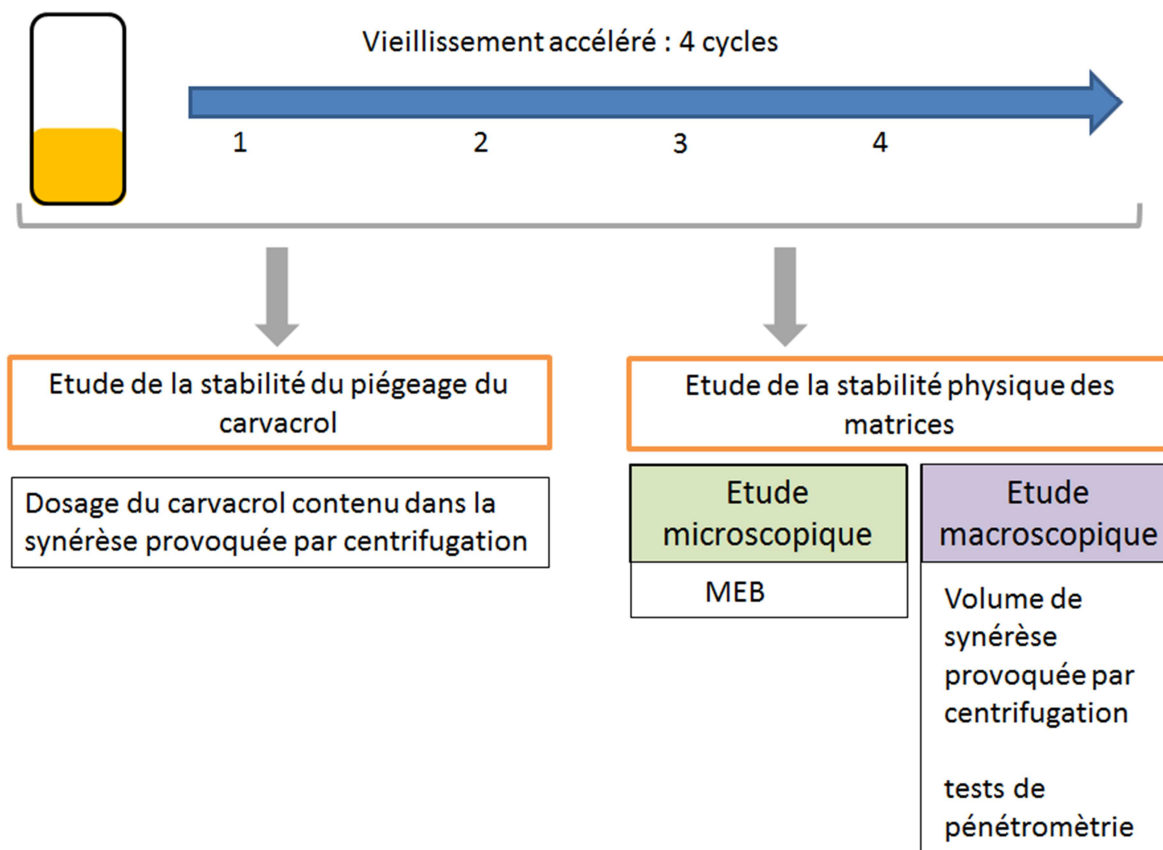 Vieillissement accéléré : 4 cycles
1 2 3 4
Etude de la stabilité du piégeage du
carvacrol
Dosage du carvacrol contenu dans la
synérèse provoquée par centrifugation
Etude de la stabilité physique des
matrices
Etude
microscopique
MEB
Etude
macroscopique
Volume de
synérèse
provoquée par
centrifugation
tests de
pénétromètrie